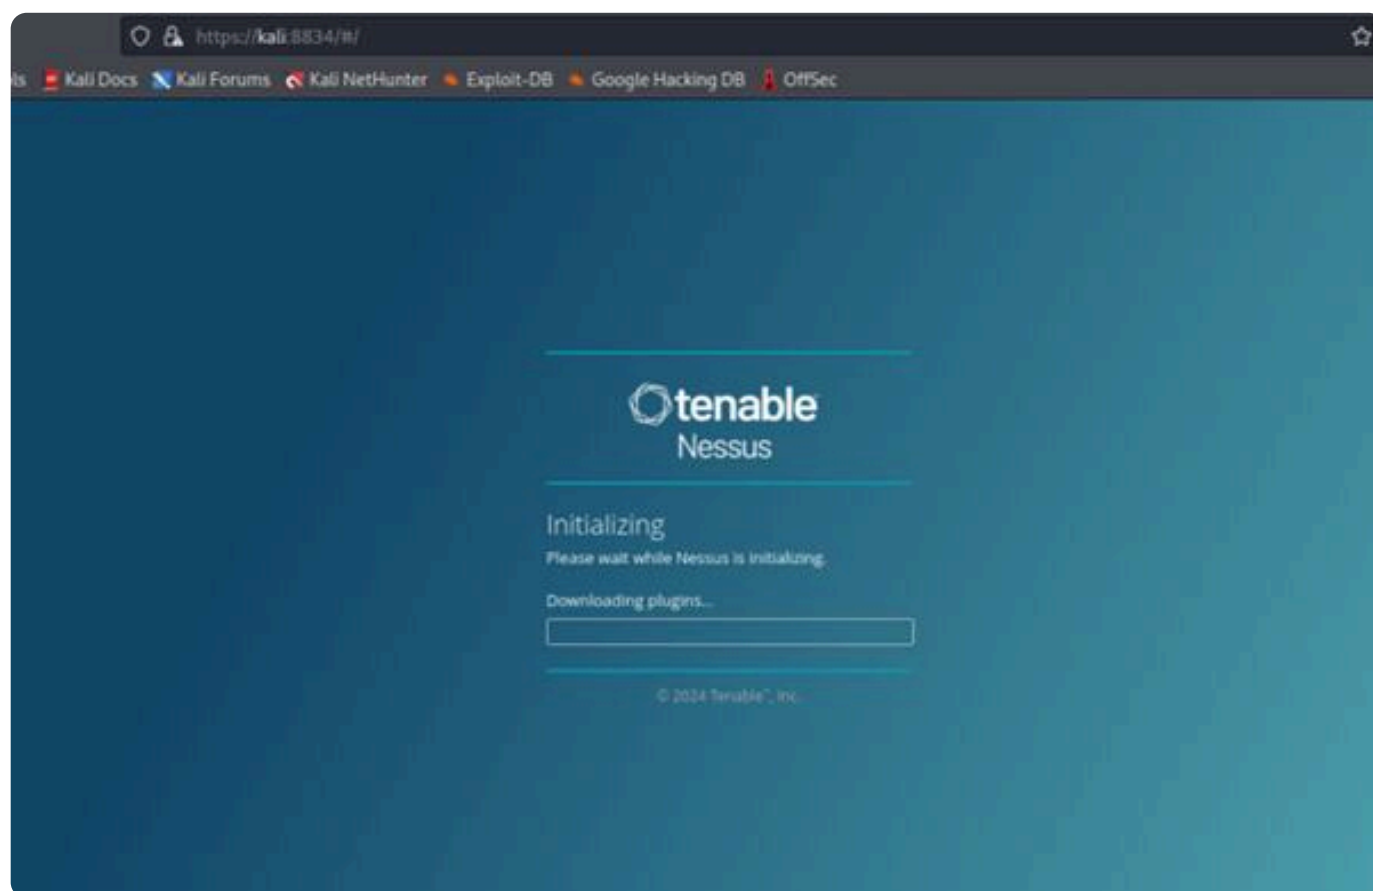 https://kali:8834/#/
ls Kali Docs Kali Forums Kali NetHunter Exploit-DB Google Hacking DB OffSec
tenable
Nessus
Initializing
Please wait while Nessus is initializing.
Downloading plugins...
© 2024 Tenable™, Inc.